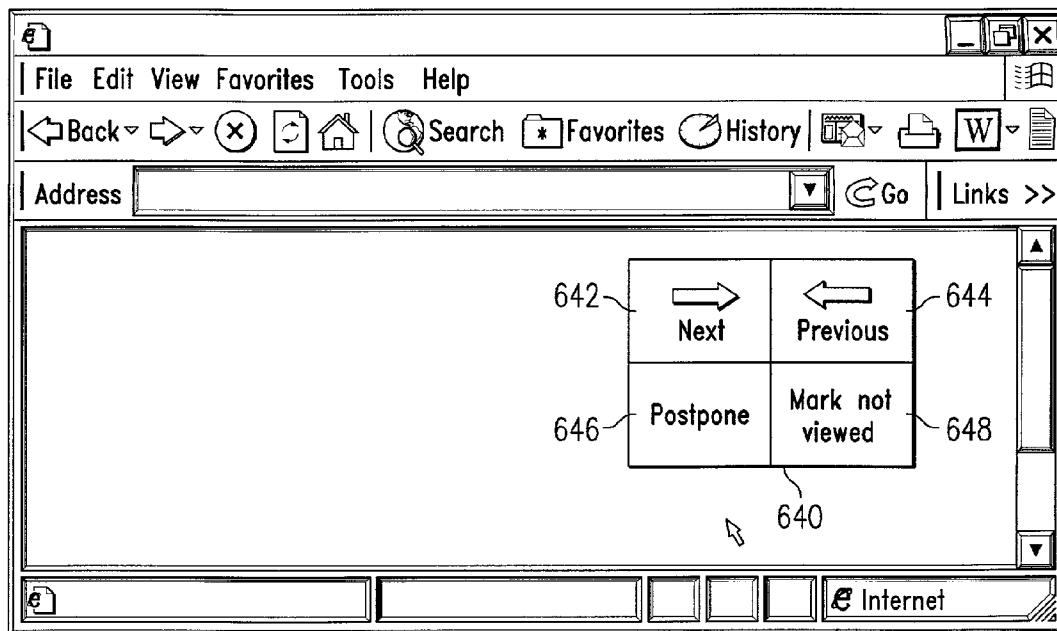 File Edit View Favorites Tools Help
Back Search Favorites History W
Address Go Links >>
642 Next Previous 644
646 Postpone Mark not viewed 648
640
e Internet